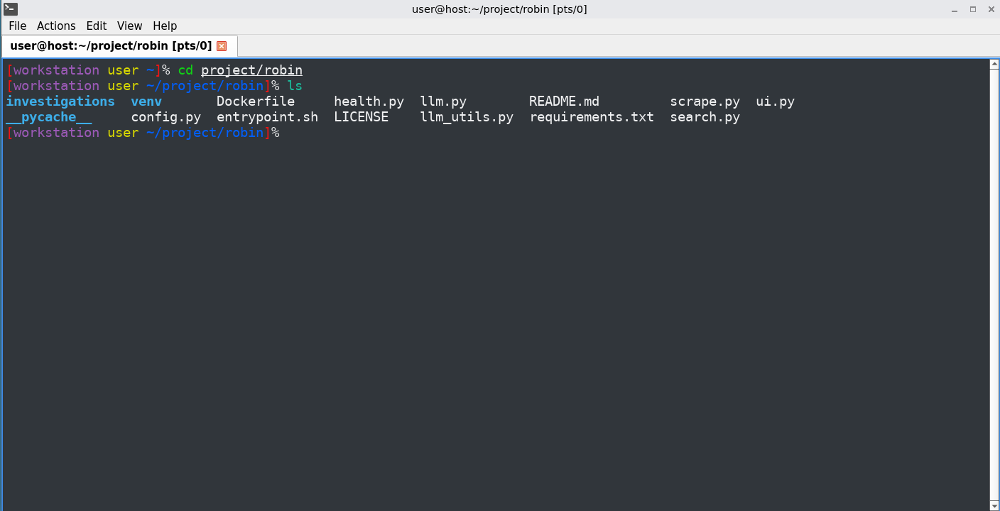 user@host:~/project/robin [pts/0]
File Actions Edit View Help
user@host:~/project/robin [pts/0]
[workstation user ~]% cd project/robin
[workstation user ~/project/robin]% ls
investigations  venv       Dockerfile     health.py  llm.py        README.md         scrape.py  ui.py
__pycache__     config.py  entrypoint.sh  LICENSE    llm_utils.py  requirements.txt  search.py
[workstation user ~/project/robin]%